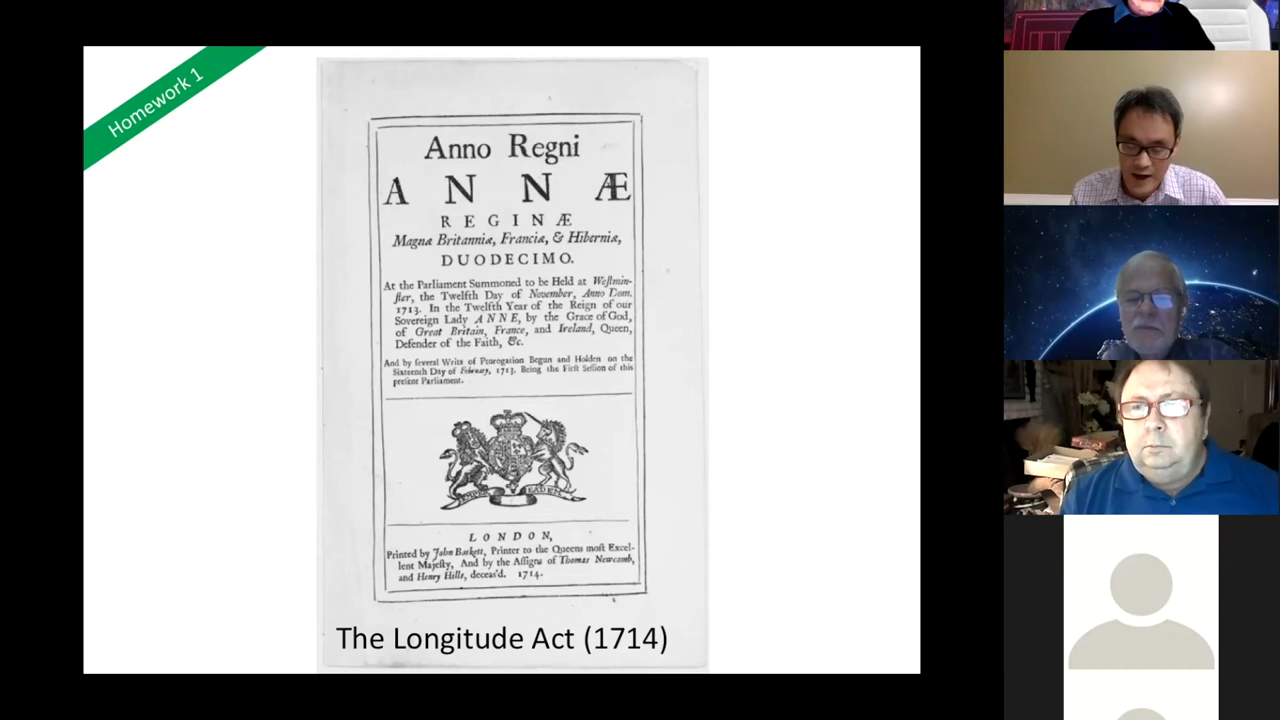 Homework 1
Anno Regni
ANNÆ
REGINÆ
Magnæ Britanniæ, Franciæ, & Hiberniæ,
DUODECIMO.
At the Parliament Summoned to be Held at Weſtmin-
ſter, the Twelfth Day of November, Anno Dom.
1713. In the Twelfth Year of the Reign of our
Sovereign Lady ANNE, by the Grace of God,
of Great Britain, France, and Ireland, Queen,
Defender of the Faith, &c.
And by ſeveral Writs of Prorogation Begun and Holden on the
Sixteenth Day of February, 1713. Being the Firſt Seſſion of this
preſent Parliament.
LONDON,
Printed by John Baskett, Printer to the Queens moſt Excel-
lent Majeſty, And by the Aſſigns of Thomas Newcomb,
and Henry Hills, deceas'd. 1714.
The Longitude Act (1714)